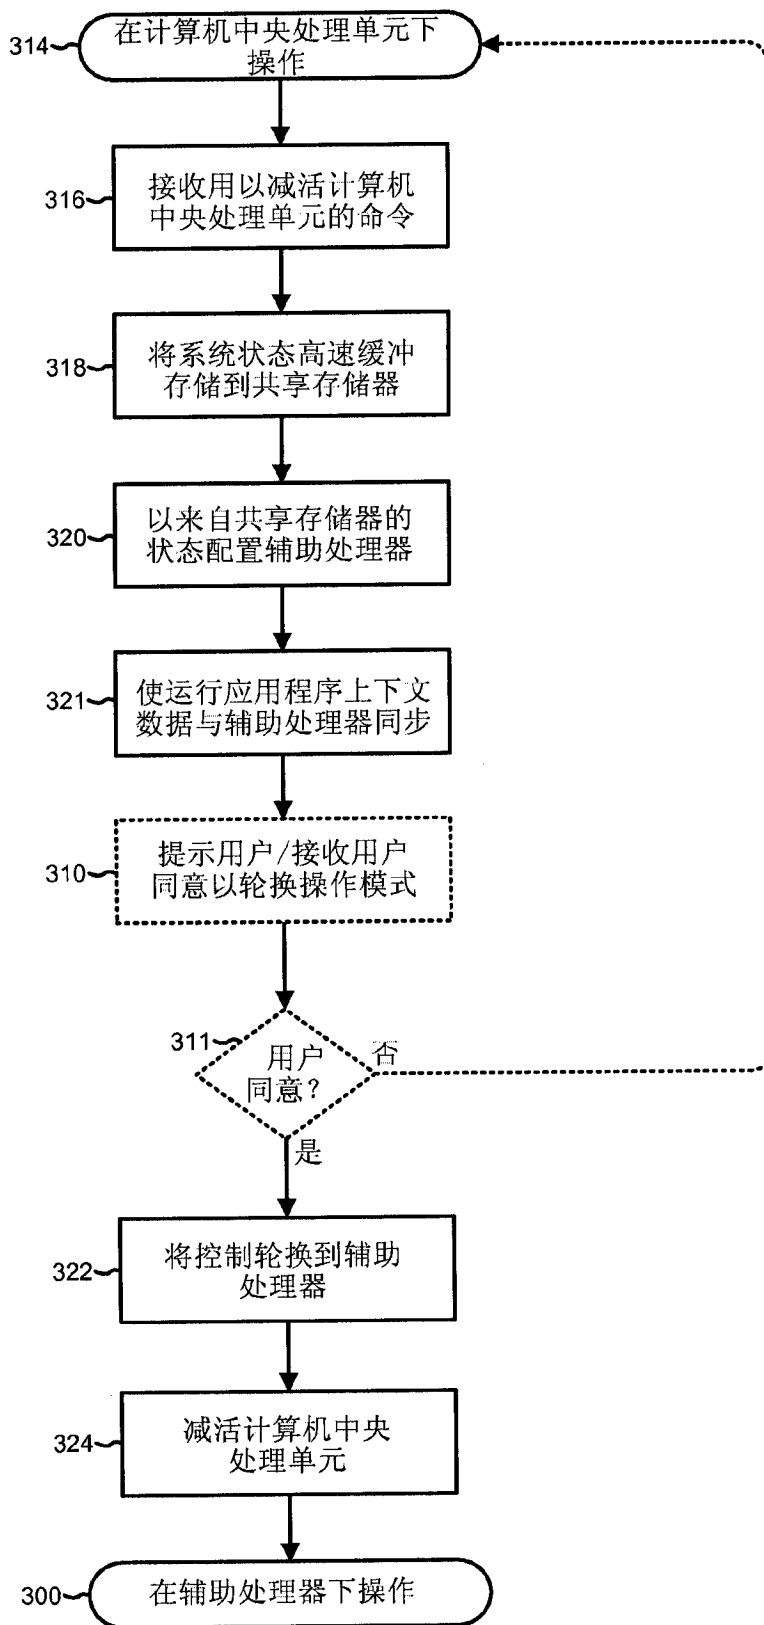 314
在计算机中央处理单元下
操作
316
接收用以减活计算机
中央处理单元的命令
318
将系统状态高速缓冲
存储到共享存储器
320
以来自共享存储器的
状态配置辅助处理器
321
使运行应用程序上下文
数据与辅助处理器同步
310
提示用户/接收用户
同意以轮换操作模式
311
用户
同意?
否
是
322
将控制轮换到辅助
处理器
324
减活计算机中央
处理单元
300
在辅助处理器下操作